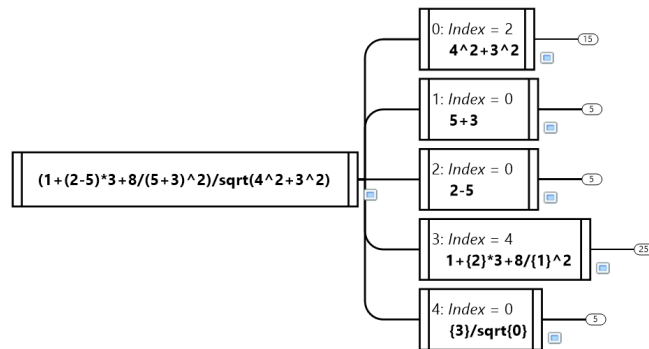 (1+(2-5)*3+8/(5+3)^2)/sqrt(4^2+3^2)
0: Index = 2
4^2+3^2
15
1: Index = 0
5+3
5
2: Index = 0
2-5
5
3: Index = 4
1+{2}*3+8/{1}^2
25
4: Index = 0
{3}/sqrt{0}
5